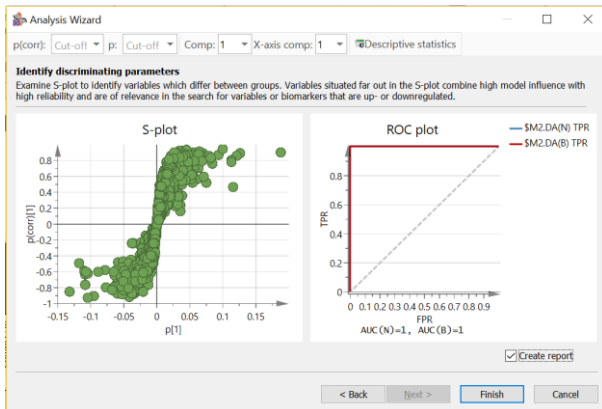 Analysis Wizard
p(corr): Cut-off p: Cut-off Comp: 1 X-axis comp: 1 Descriptive statistics
Identify discriminating parameters
Examine S-plot to identify variables which differ between groups. Variables situated far out in the S-plot combine high model influence with
high reliability and are of relevance in the search for variables or biomarkers that are up- or downregulated.
S-plot
0.8
0.6
0.4
0.2
0
-0.2
-0.4
-0.6
-0.8
-1
-0.15 -0.1 -0.05 0 0.05 0.1 0.15
p(corr)[1]
p[1]
ROC plot
$M2.DA(N) TPR
$M2.DA(B) TPR
1
0.8
0.6
0.4
0.2
0
TPR
0 0.1 0.2 0.3 0.4 0.5 0.6 0.7 0.8 0.9
FPR
AUC(N)=1, AUC(B)=1
Create report
< Back Next > Finish Cancel